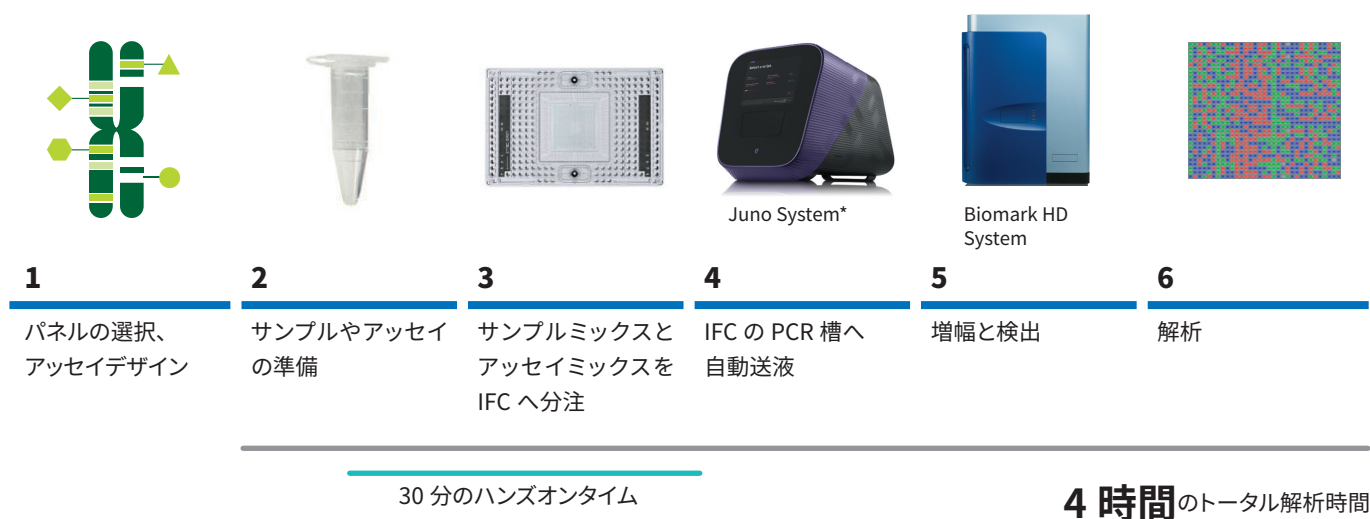 Juno System*
Biomark HD
System
1
2
3
4
5
6
パネルの選択、
アッセイデザイン
サンプルやアッセイ
の準備
サンプルミックスと
アッセイミックスを
IFC へ分注
IFC の PCR 槽へ
自動送液
増幅と検出
解析
30 分のハンズオンタイム
4 時間のトータル解析時間